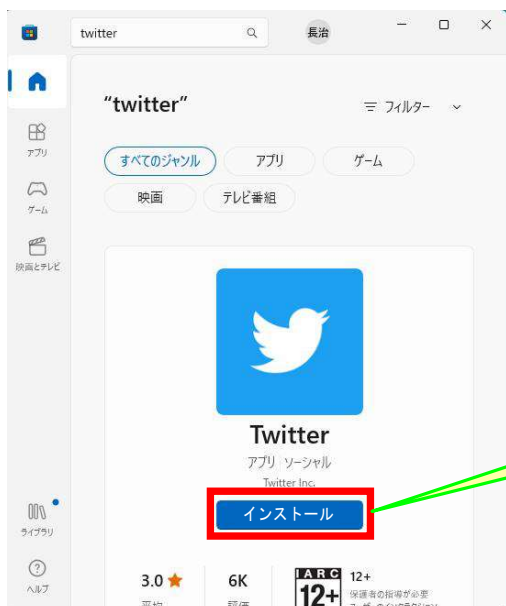 twitter
長治
"twitter"
フィルター
すべてのジャンル
アプリ
ゲーム
映画
テレビ番組
アプリ
ゲーム
映画とテレビ
Twitter
アプリ ソーシャル
Twitter Inc.
インストール
ライブラリ
ヘルプ
3.0
平均
6K
評価
IARC
12+
12+
保護者の指導が必要